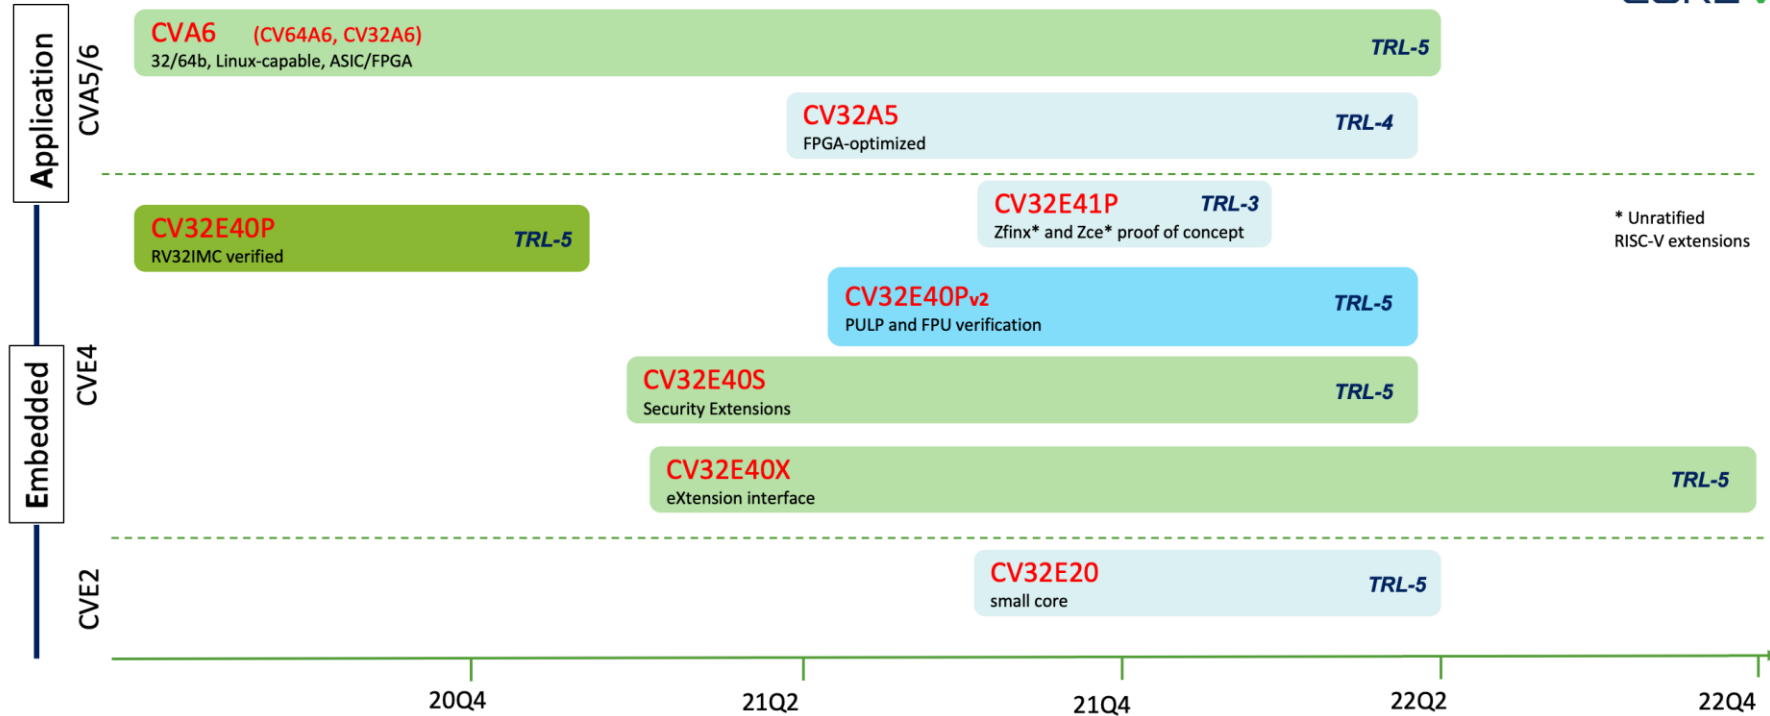 CVA6 (CV64A6, CV32A6)
32/64b, Linux-capable, ASIC/FPGA
TRL-5
Application
CVA5/6
CV32A5
FPGA-optimized
TRL-4
CV32E41P
TRL-3
Zfinx* and Zce* proof of concept
* Unratified
RISC-V extensions
CV32E40P
RV32IMC verified
TRL-5
CV32E40Pv2
PULP and FPU verification
TRL-5
Embedded
CVE4
CV32E40S
Security Extensions
TRL-5
CV32E40X
eXtension interface
TRL-5
CVE2
CV32E20
small core
TRL-5
20Q4
21Q2
21Q4
22Q2
22Q4